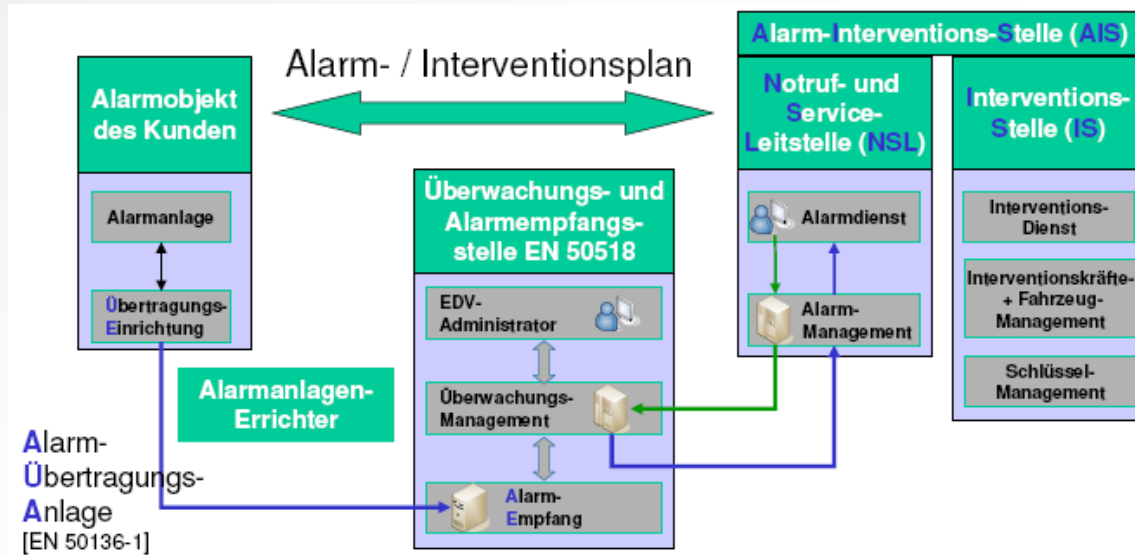 Alarm-Interventions-Stelle (AIS)
Alarm- / Interventionsplan
Alarmobjekt
des Kunden
Alarmanlage
Übertragungs-
Einrichtung
Alarmanlagen-
Errichter
Alarm-
Übertragungs-
Anlage
[EN 50136-1]
Überwachungs- und
Alarmempfangs-
stelle EN 50518
EDV-
Administrator
Überwachungs-
Management
Alarm-
Empfang
Notruf- und
Service-
Leitstelle (NSL)
Alarmdienst
Alarm-
Management
Interventions-
Stelle (IS)
Interventions-
Dienst
Interventionskräfte-
+ Fahrzeug-
Management
Schlüssel-
Management